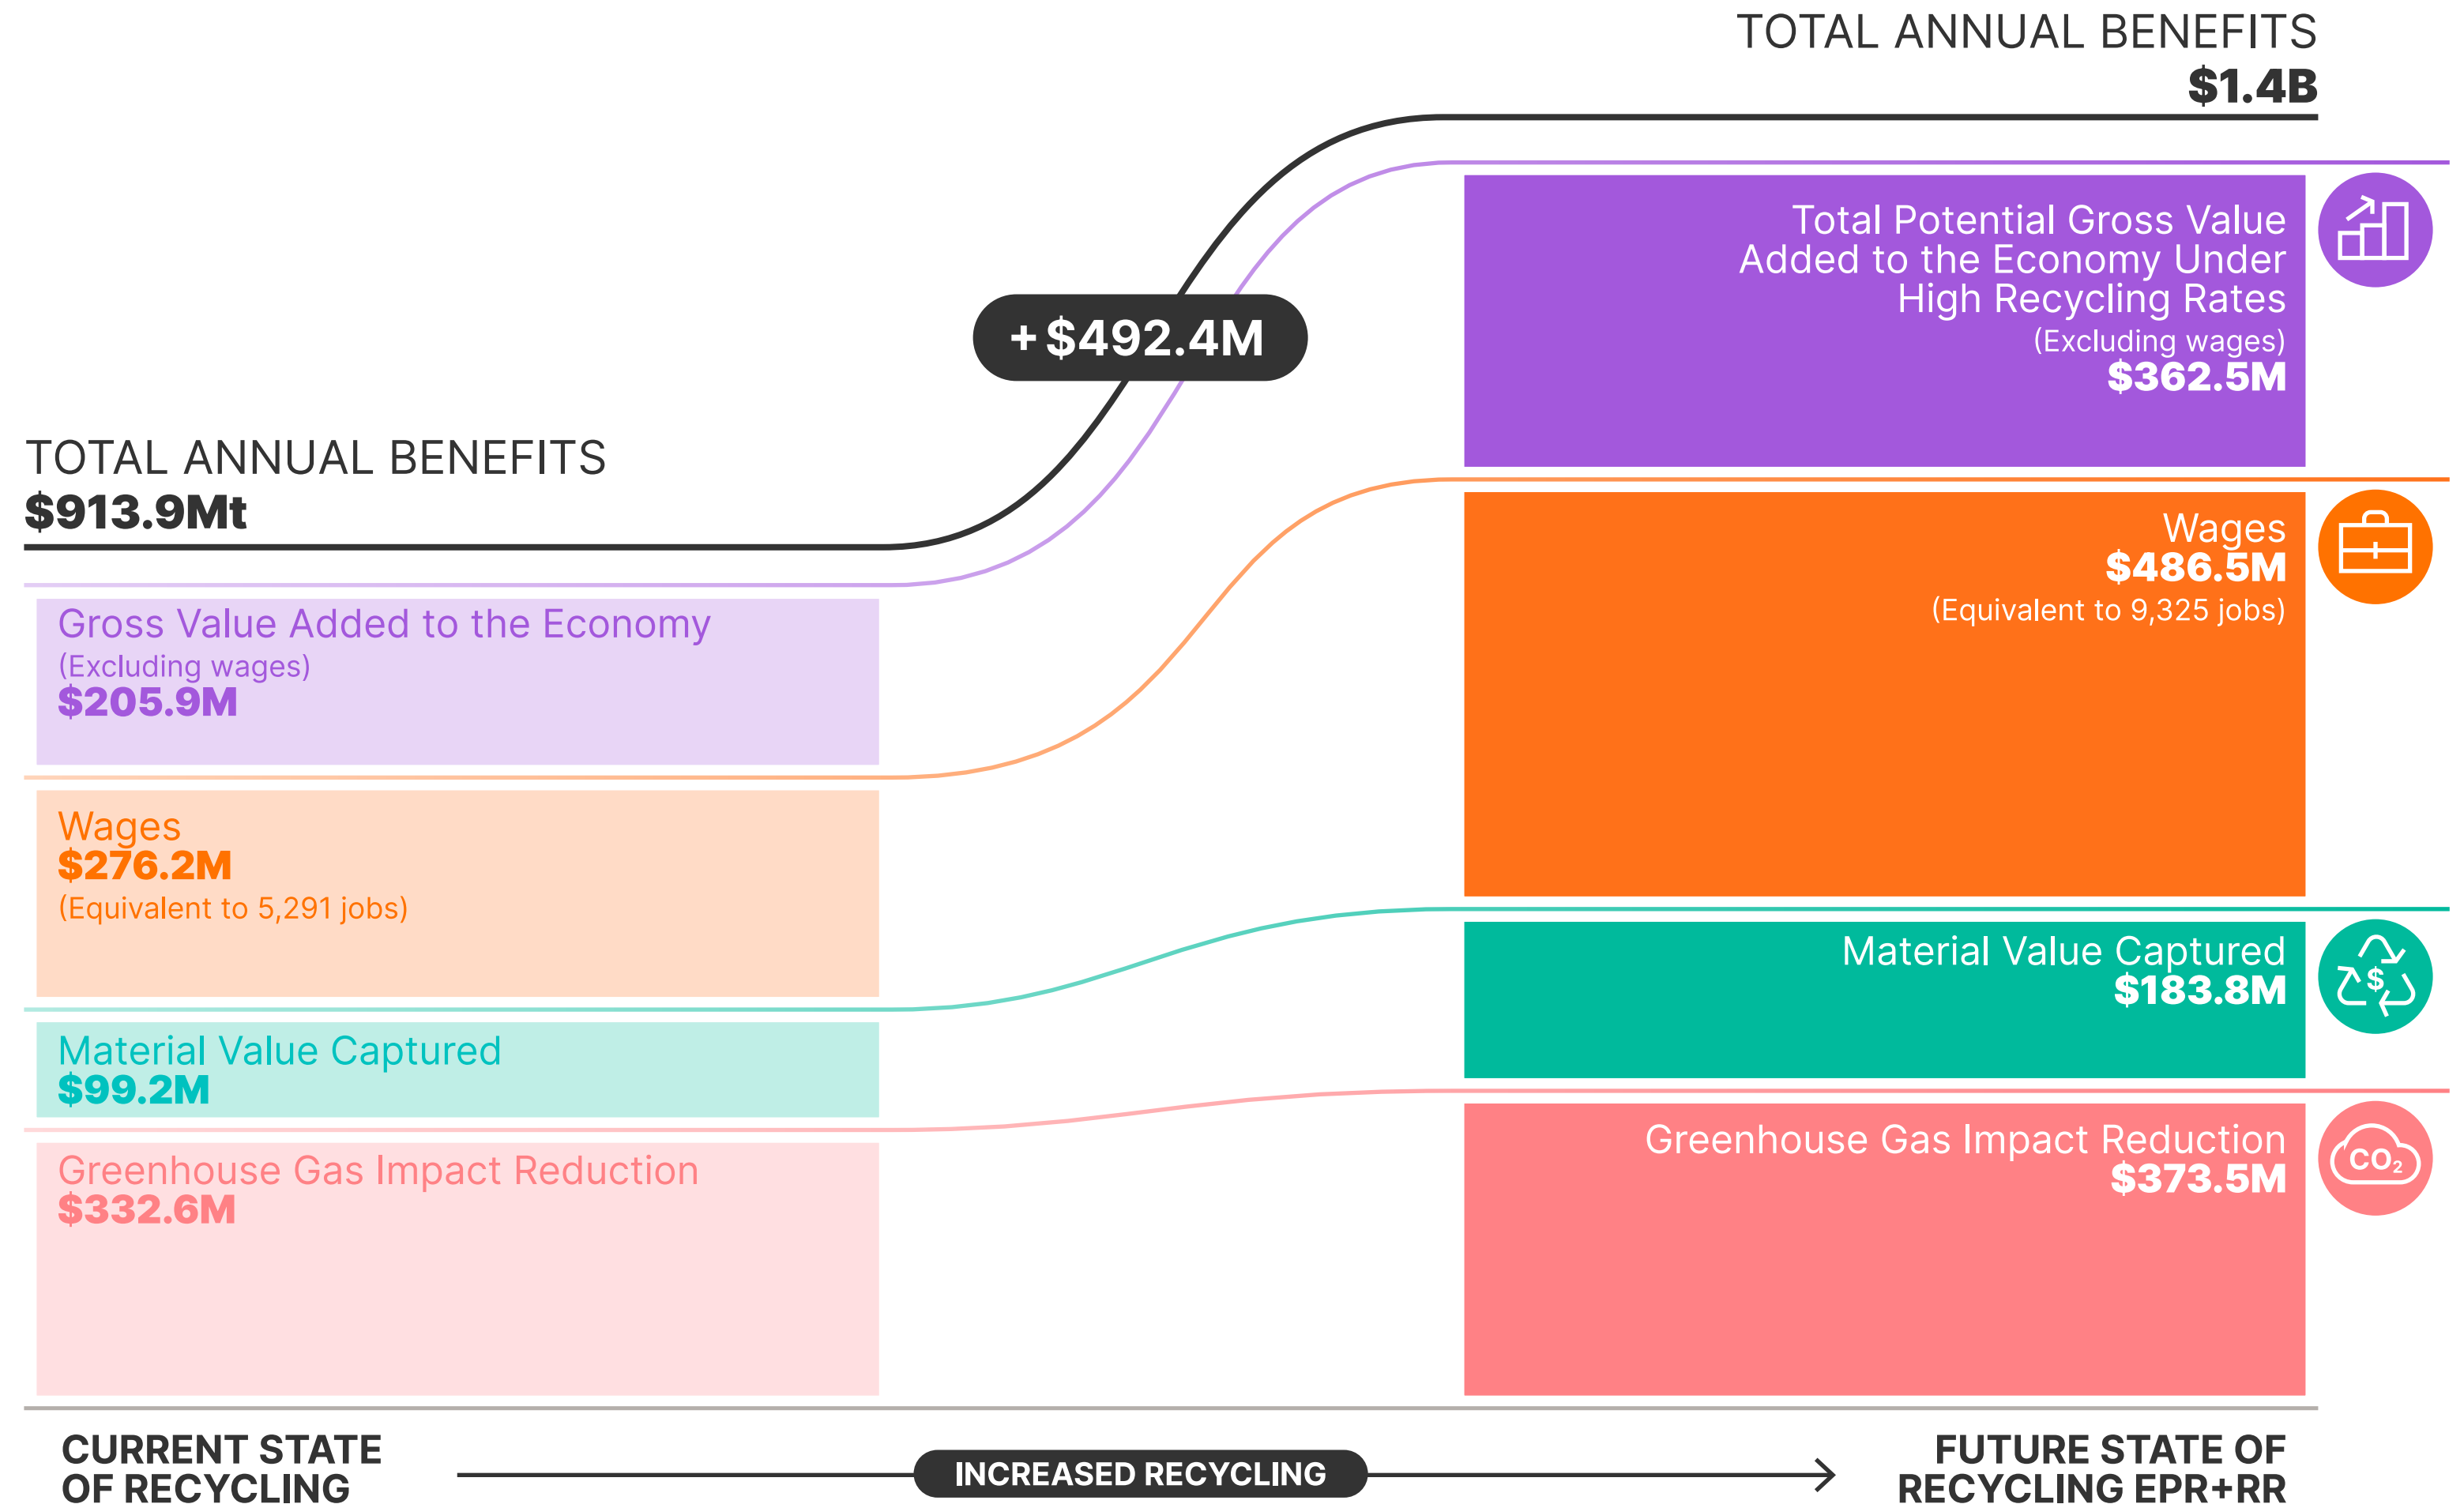 TOTAL ANNUAL BENEFITS
$1.4B
Total Potential Gross Value
Added to the Economy Under
High Recycling Rates
(Excluding wages)
$362.5M
+$492.4M
TOTAL ANNUAL BENEFITS
$913.9Mt
Gross Value Added to the Economy
(Excluding wages)
$205.9M
Wages
$486.5M
(Equivalent to 9,325 jobs)
Wages
$276.2M
(Equivalent to 5,291 jobs)
Material Value Captured
$183.8M
$
Material Value Captured
$99.2M
Greenhouse Gas Impact Reduction
$373.5M
CO₂
Greenhouse Gas Impact Reduction
$332.6M
CURRENT STATE
OF RECYCLING
INCREASED RECYCLING
FUTURE STATE OF
RECYCLING EPR+RR